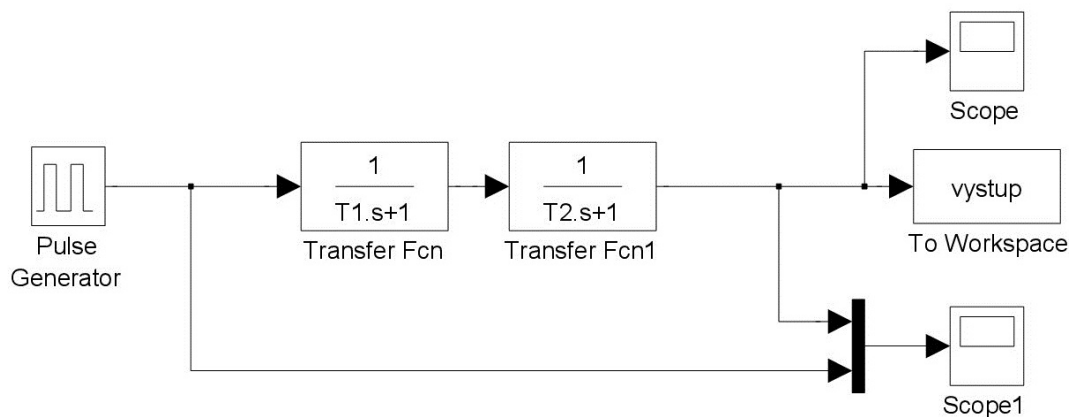 Scope
1
T1.s+1
1
T2.s+1
vystup
Pulse
Generator
Transfer Fcn
Transfer Fcn1
To Workspace
Scope1